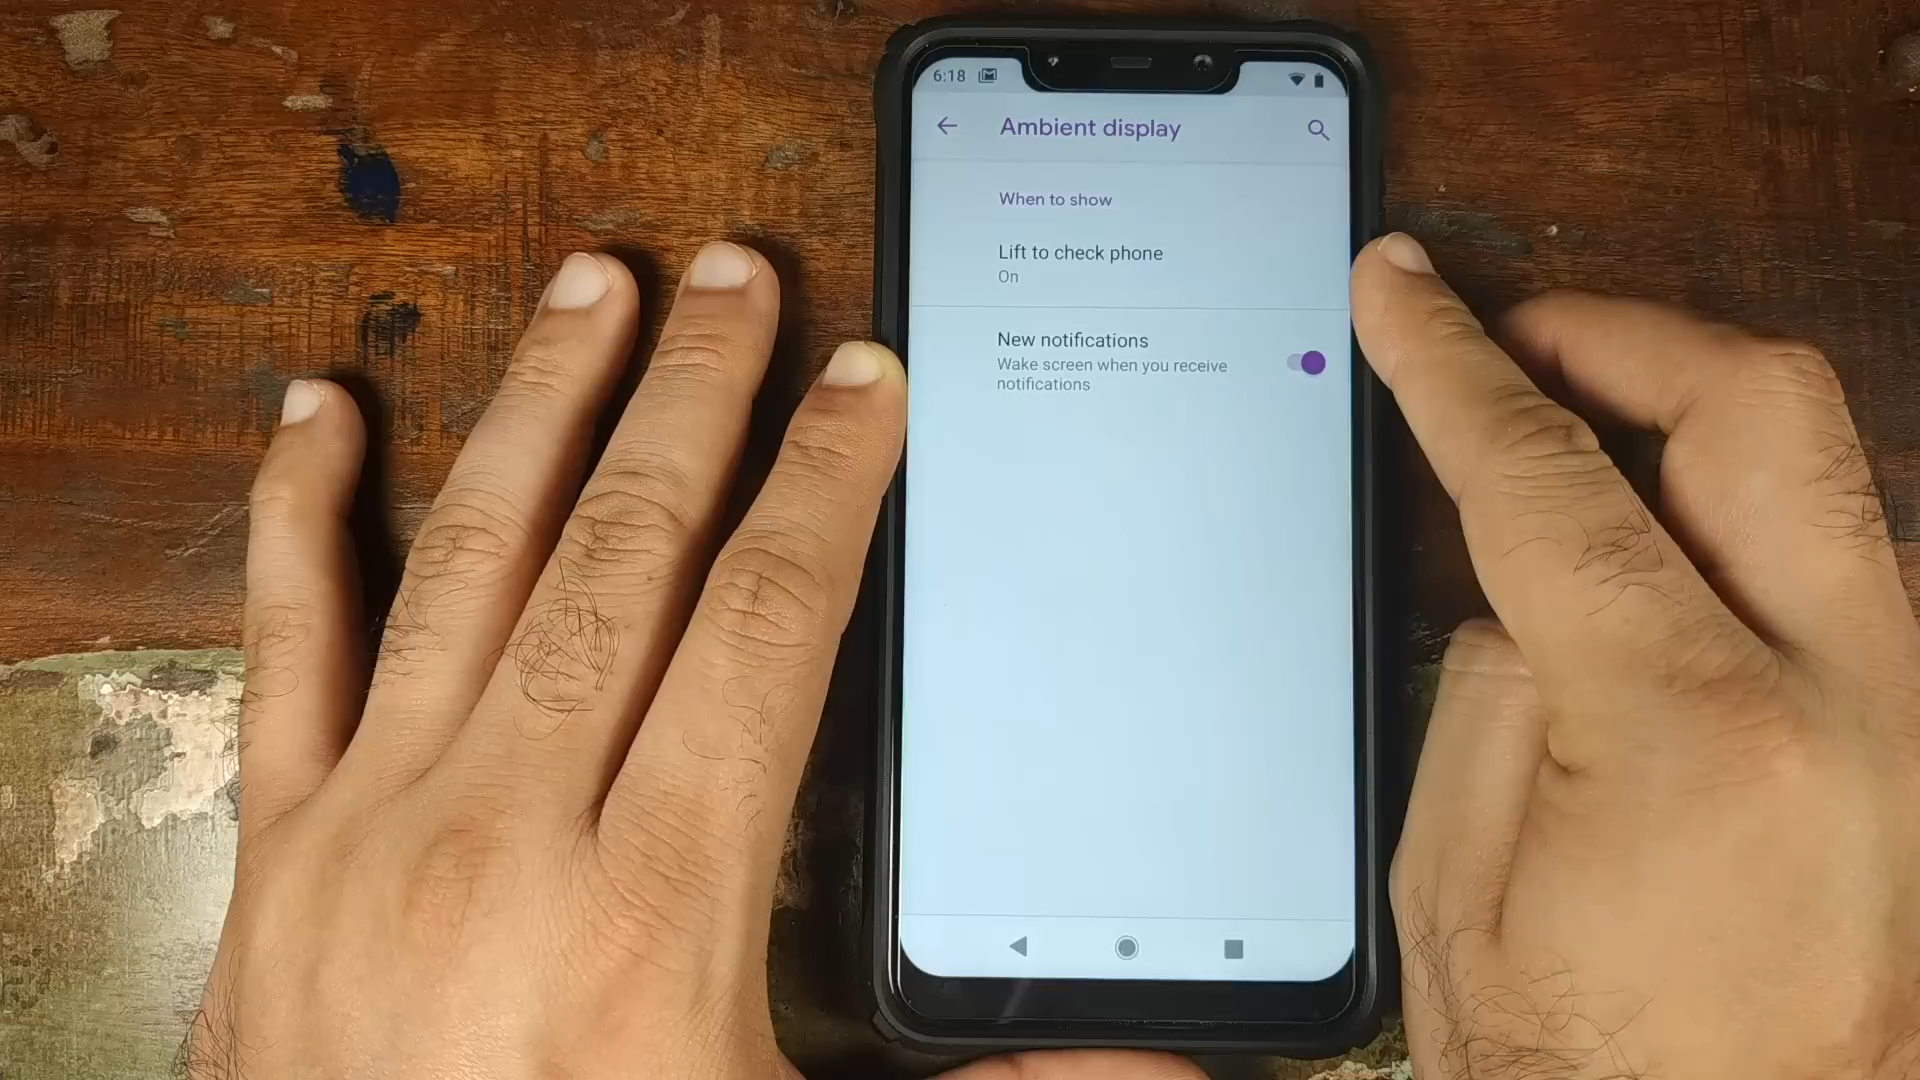 6:18
Ambient display
When to show
Lift to check phone
On
New notifications
Wake screen when you receive
notifications